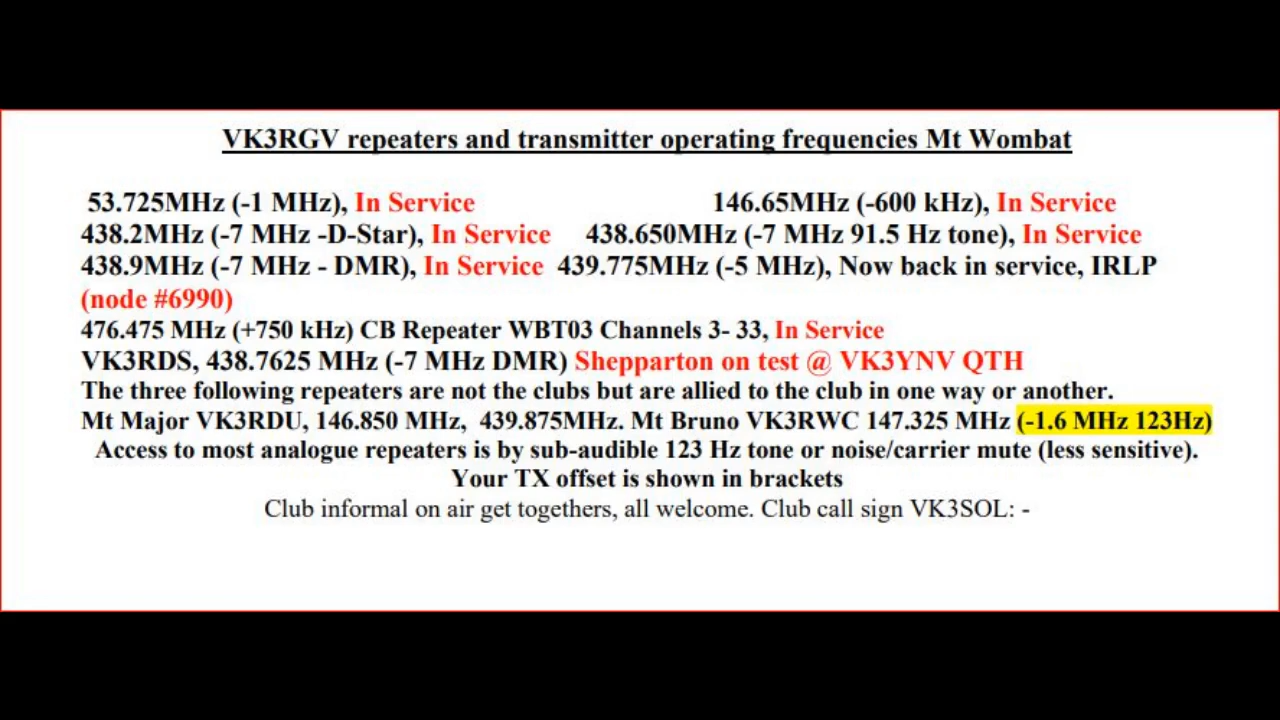 VK3RGV repeaters and transmitter operating frequencies Mt Wombat
53.725MHz (-1 MHz), In Service 146.65MHz (-600 kHz), In Service
438.2MHz (-7 MHz -D-Star), In Service 438.650MHz (-7 MHz 91.5 Hz tone), In Service
438.9MHz (-7 MHz - DMR), In Service 439.775MHz (-5 MHz), Now back in service, IRLP
(node #6990)
476.475 MHz (+750 kHz) CB Repeater WBT03 Channels 3- 33, In Service
VK3RDS, 438.7625 MHz (-7 MHz DMR) Shepparton on test @ VK3YNV QTH
The three following repeaters are not the clubs but are allied to the club in one way or another.
Mt Major VK3RDU, 146.850 MHz, 439.875MHz. Mt Bruno VK3RWC 147.325 MHz (-1.6 MHz 123Hz)
Access to most analogue repeaters is by sub-audible 123 Hz tone or noise/carrier mute (less sensitive).
Your TX offset is shown in brackets
Club informal on air get togethers, all welcome. Club call sign VK3SOL: -